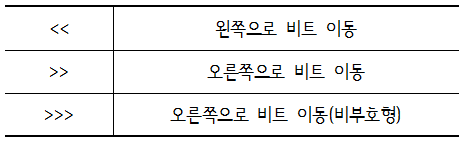 << 왼쪽으로 비트 이동
>> 오른쪽으로 비트 이동
>>> 오른쪽으로 비트 이동(비부호형)